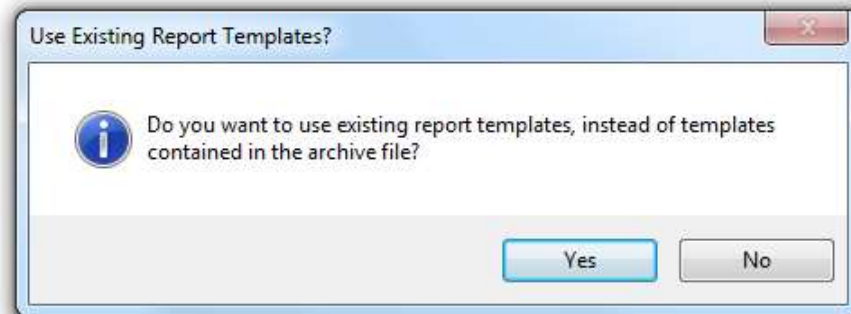 Use Existing Report Templates?
Do you want to use existing report templates, instead of templates
contained in the archive file?
Yes No